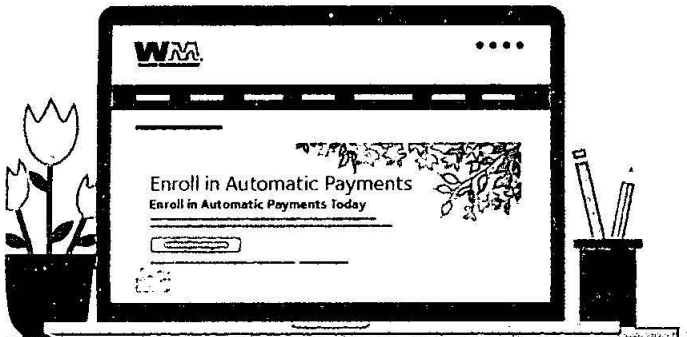 WM
Enroll in Automatic Payments
Enroll in Automatic Payments Today